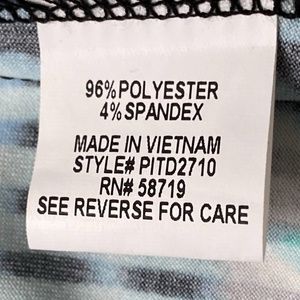 96% POLYESTER
4% SPANDEX
MADE IN VIETNAM
STYLE# PITD2710
RN# 58719
SEE REVERSE FOR CARE